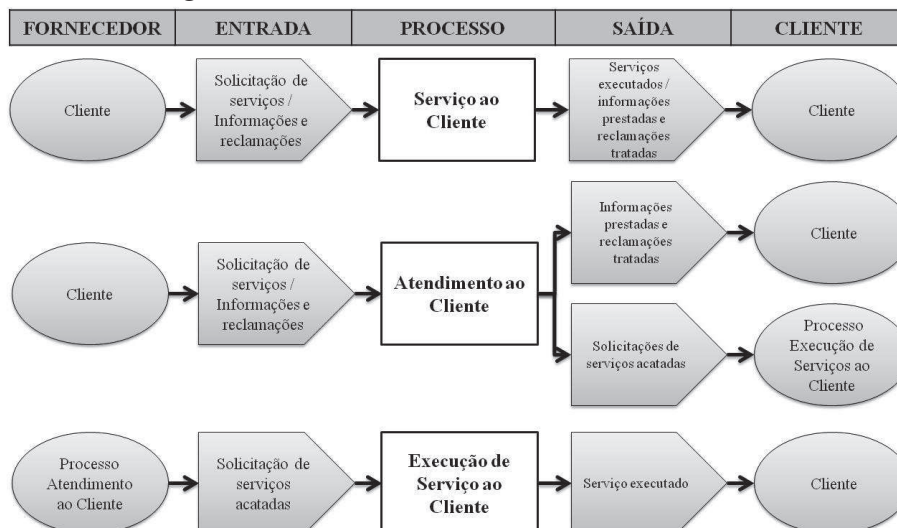 FORNECEDOR ENTRADA PROCESSO SAÍDA CLIENTE
Cliente
Solicitação de
serviços /
Informações e
reclamações
Serviço ao
Cliente
Serviços
executados /
informações
prestadas e
reclamações
tratadas
Cliente
Cliente
Solicitação de
serviços /
Informações e
reclamações
Atendimento ao
Cliente
Informações
prestadas e
reclamações
tratadas
Cliente
Solicitações de
serviços acatadas
Processo
Execução de
Serviços ao
Cliente
Processo
Atendimento
ao Cliente
Solicitação de
serviços
acatadas
Execução de
Serviço ao
Cliente
Serviço executado
Cliente